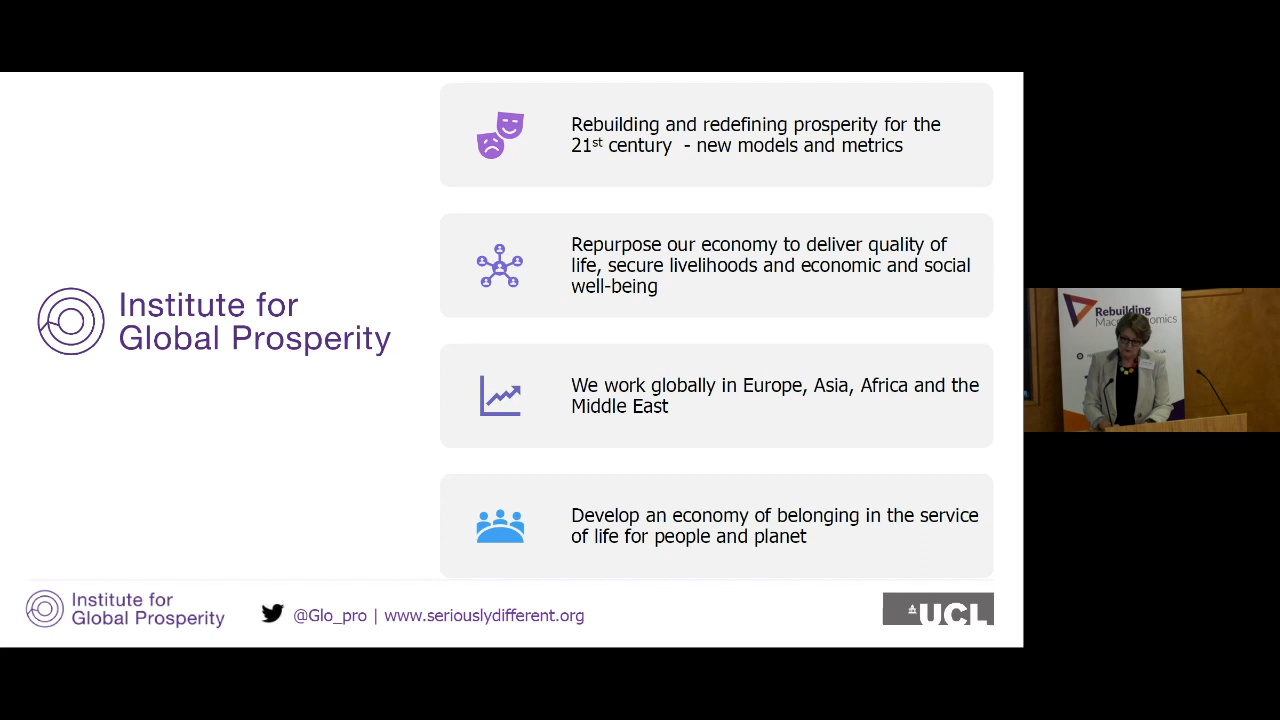 Rebuilding and redefining prosperity for the
21st century - new models and metrics
Repurpose our economy to deliver quality of
life, secure livelihoods and economic and social
well-being
Institute for
Global Prosperity
We work globally in Europe, Asia, Africa and the
Middle East
Develop an economy of belonging in the service
of life for people and planet
Institute for
Global Prosperity
@Glo_pro | www.seriouslydifferent.org
UCL
Rebuilding